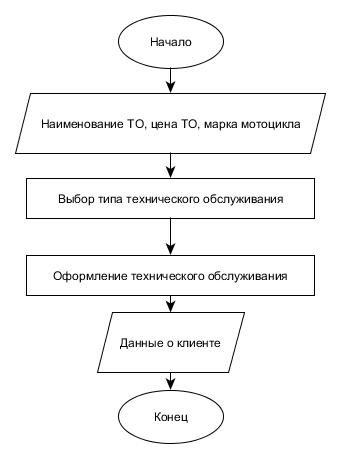 Начало
Наименование ТО, цена ТО, марка мотоцикла
Выбор типа технического обслуживания
Оформление технического обслуживания
Данные о клиенте
Конец